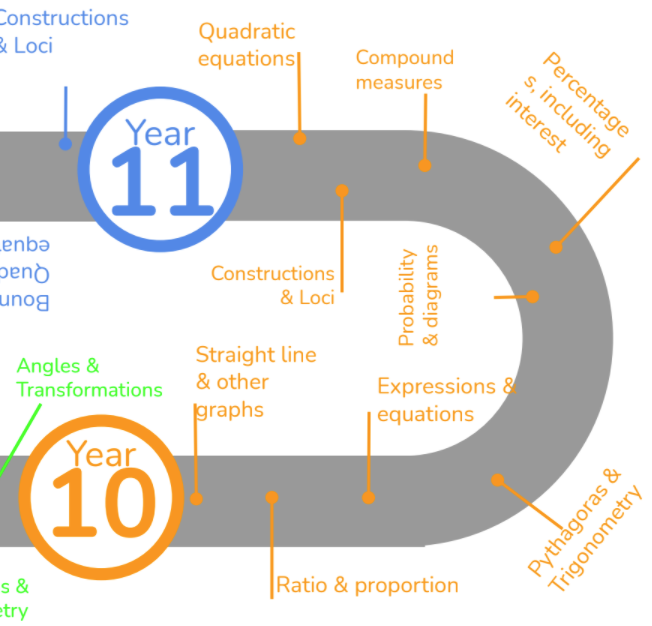 Constructions
& Loci
Quadratic
equations
Compound
measures
Percentage
s, including
interest
Year
11
Constructions
& Loci
Probability
& diagrams
Angles &
Transformations
Straight line
& other
graphs
Expressions &
equations
Year
10
Pythagoras &
Trigonometry
Ratio & proportion